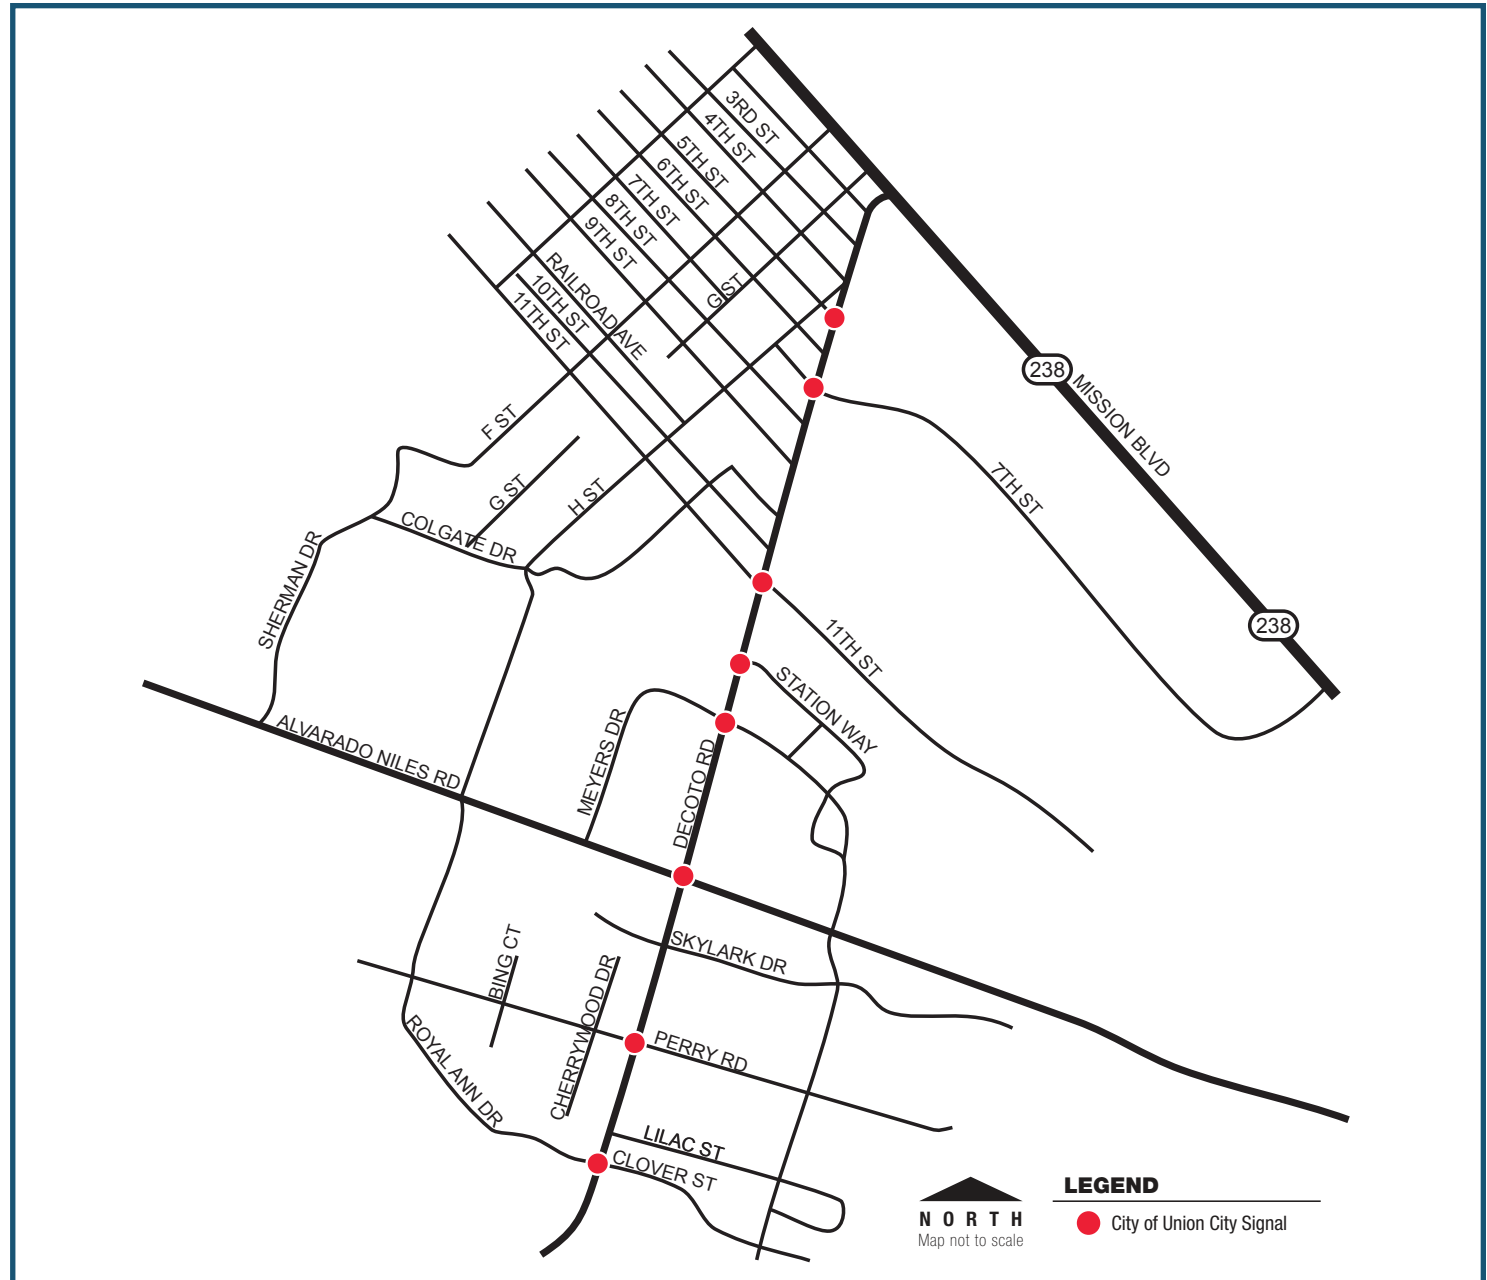 3RD ST
4TH ST
5TH ST
6TH ST
7TH ST
8TH ST
9TH ST
RAILROAD AVE
10TH ST
11TH ST
G ST
238
MISSION BLVD
F ST
G ST
H ST
7TH ST
COLGATE DR
SHERMAN DR
238
11TH ST
STATION WAY
ALVARADO NILES RD
MEYERS DR
DECOTO RD
SKYLARK DR
BING CT
CHERRYWOOD DR
PERRY RD
ROYAL ANN DR
LILAC ST
CLOVER ST
NORTH
Map not to scale
LEGEND
City of Union City Signal